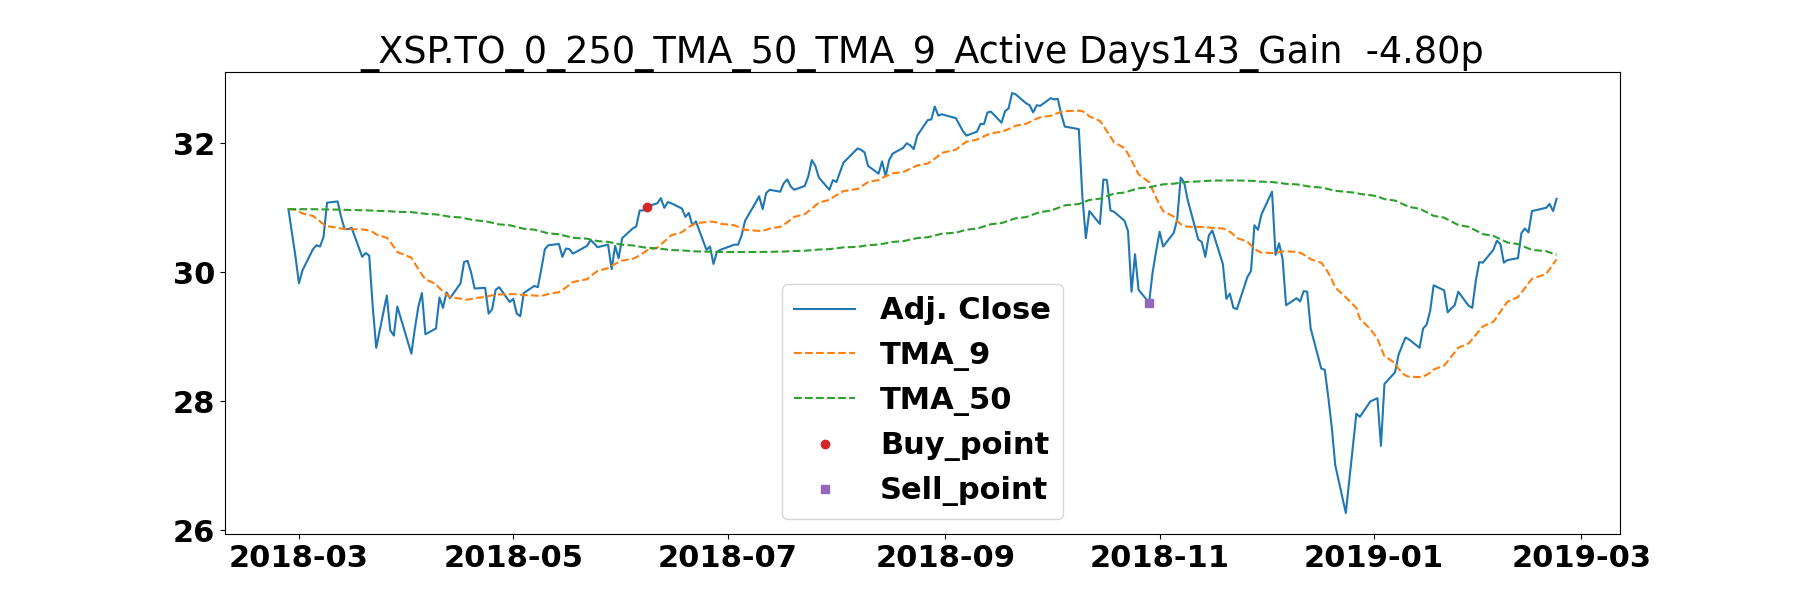 _XSP.TO_0_250_TMA_50_TMA_9_Active Days143_Gain  -4.80p
32
30
28
26
Adj. Close
TMA_9
TMA_50
Buy_point
Sell_point
2018-03 2018-05 2018-07 2018-09 2018-11 2019-01 2019-03